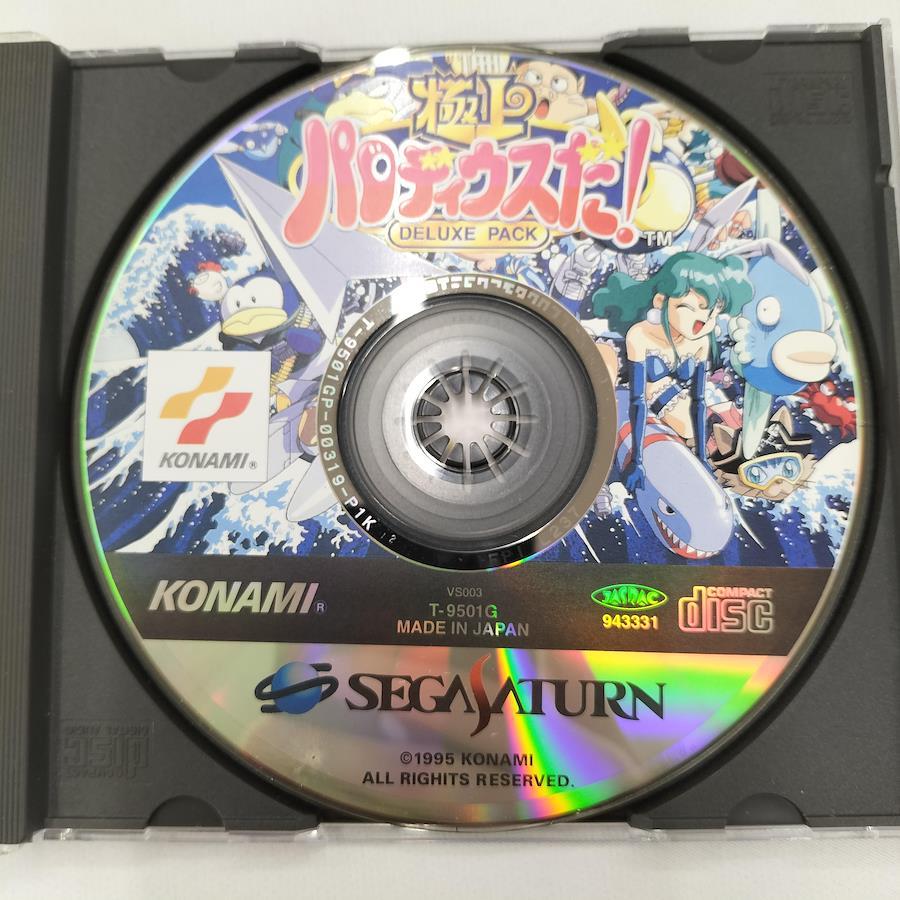 極上
パロディウスだ!
DELUXE PACK
TM
T-9501GP-00319-P1K
KONAMI®
KONAMI®
VS003
T-9501G
MADE IN JAPAN
JASRAC
943331
COMPACT
disc
SEGA SATURN
©1995 KONAMI
ALL RIGHTS RESERVED.